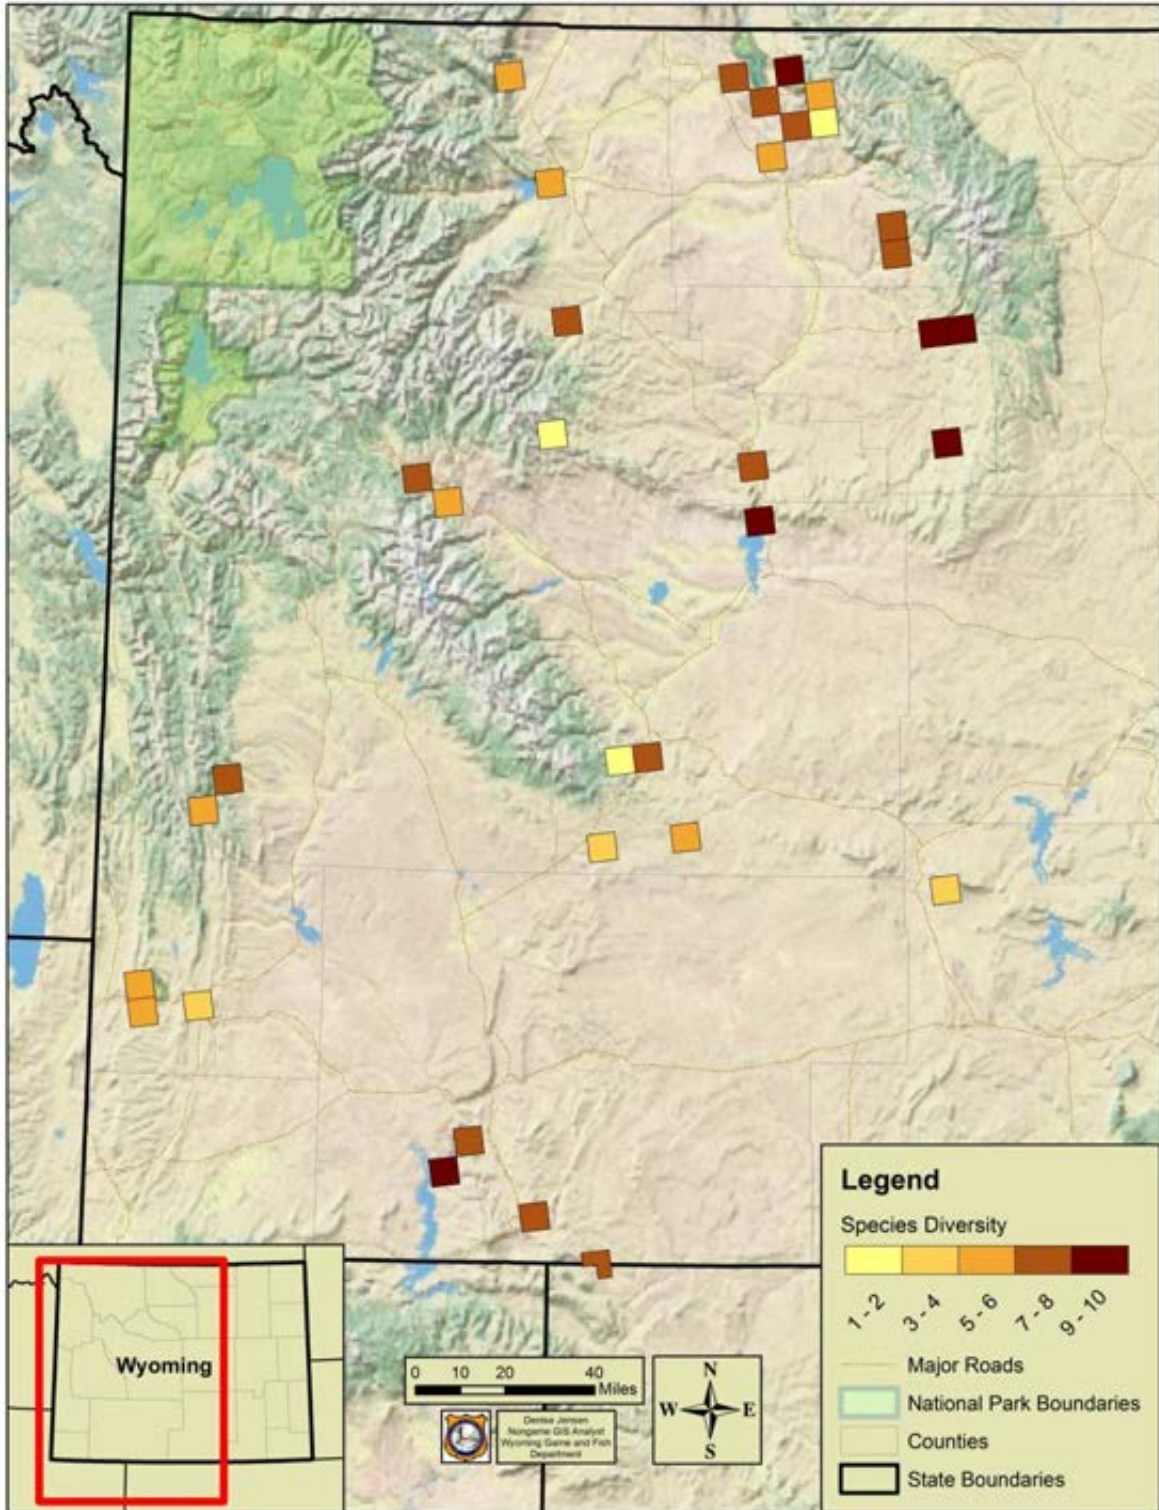 Legend
Species Diversity
1 - 2
3 - 4
5 - 6
7 - 8
9 - 10
Major Roads
National Park Boundaries
Counties
State Boundaries
Wyoming
0 10 20 40
Miles
Denise Jensen
Nongame GIS Analyst
Wyoming Game and Fish
Department
N
W E
S